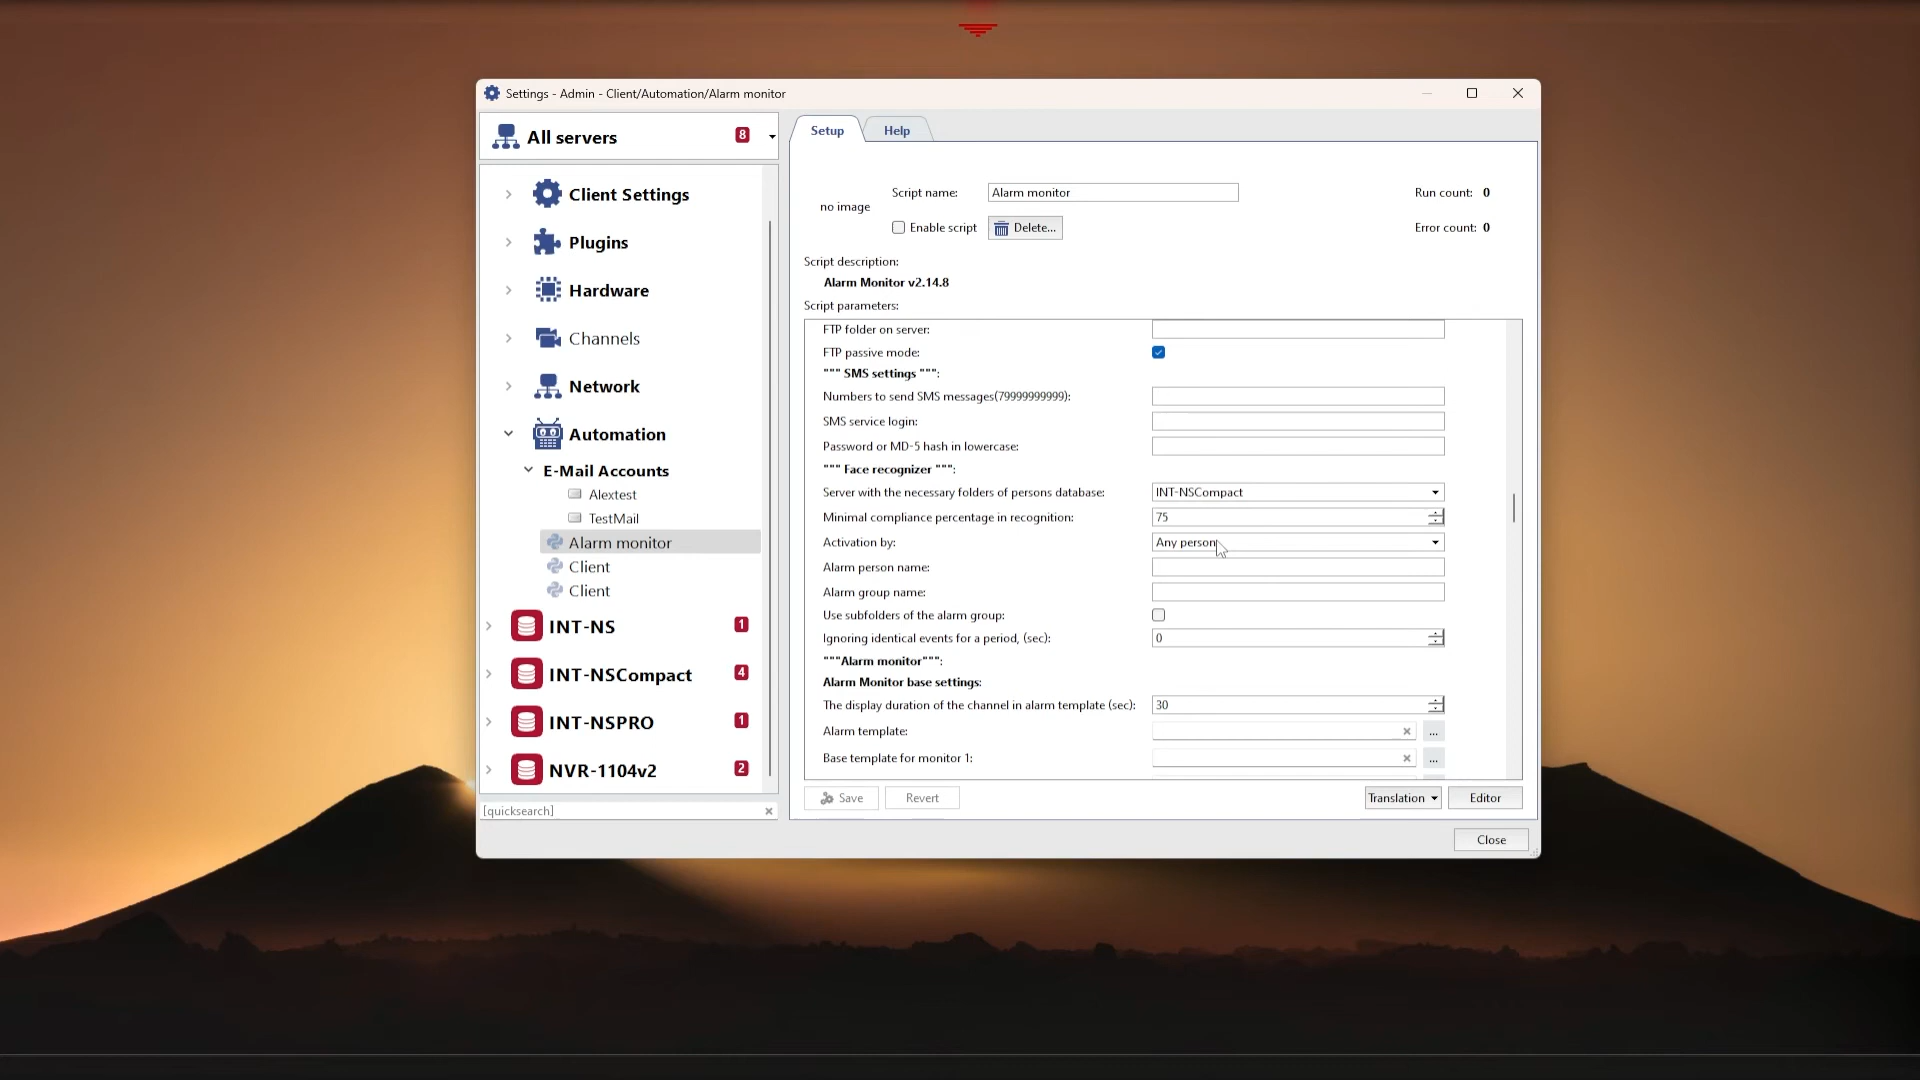 Settings - Admin - Client/Automation/Alarm monitor
All servers
8
Client Settings
Plugins
Hardware
Channels
Network
Automation
E-Mail Accounts
Alextest
TestMail
Alarm monitor
Client
Client
INT-NS
1
INT-NSCompact
4
INT-NSPRO
1
NVR-1104v2
2
[quicksearch]
Setup
Help
no image
Script name:
Alarm monitor
Run count: 0
Enable script
Delete...
Error count: 0
Script description:
Alarm Monitor v2.14.8
Script parameters:
FTP folder on server:
FTP passive mode:
""" SMS settings """:
Numbers to send SMS messages(79999999999):
SMS service login:
Password or MD-5 hash in lowercase:
""" Face recognizer """:
Server with the necessary folders of persons database:
INT-NSCompact
Minimal compliance percentage in recognition:
75
Activation by:
Any person
Alarm person name:
Alarm group name:
Use subfolders of the alarm group:
Ignoring identical events for a period, (sec):
0
"""Alarm monitor""":
Alarm Monitor base settings:
The display duration of the channel in alarm template (sec):
30
Alarm template:
...
Base template for monitor 1:
...
Save
Revert
Translation
Editor
Close